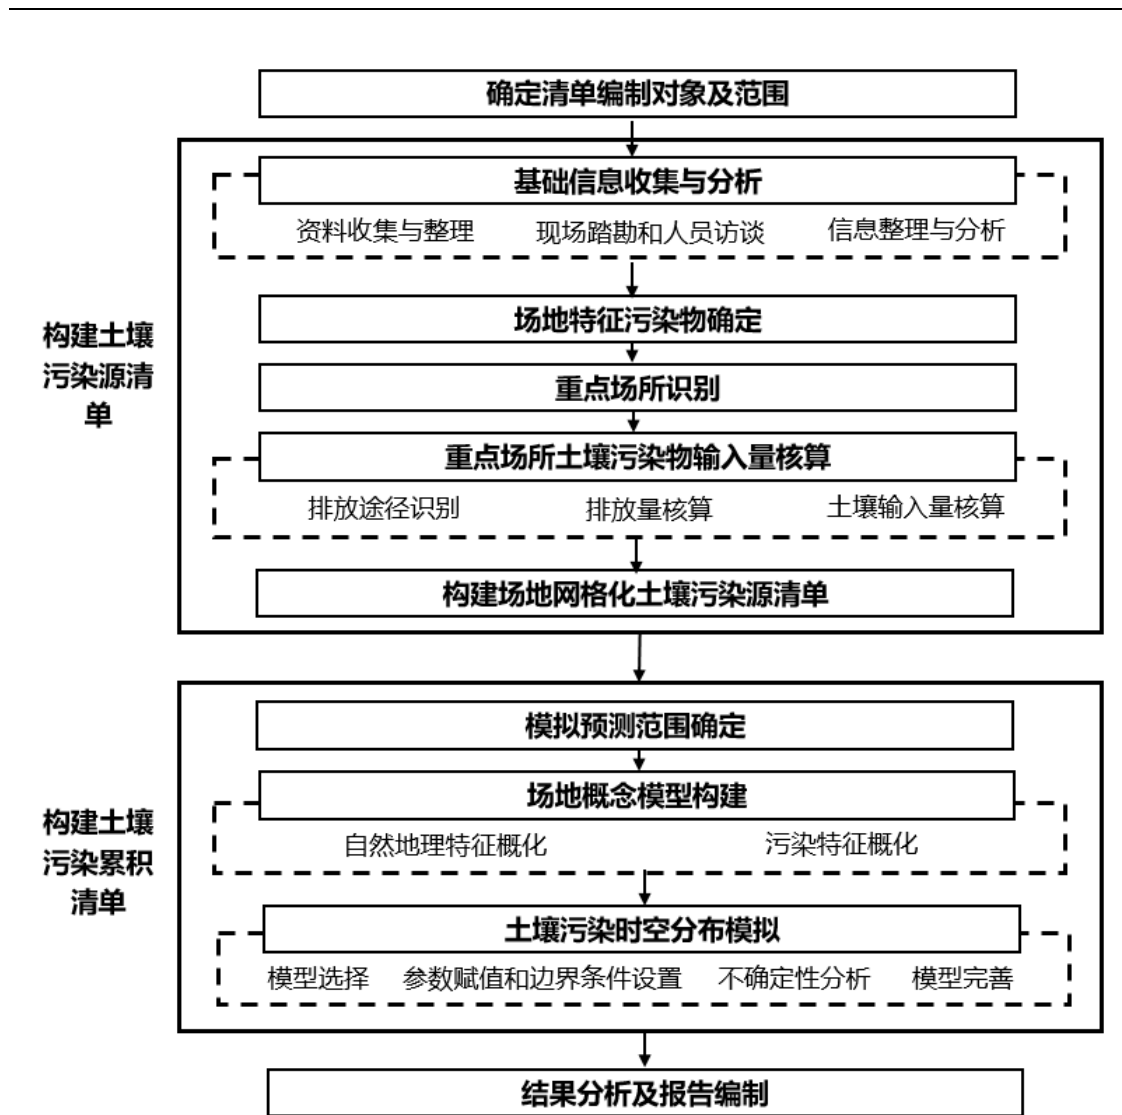 确定清单编制对象及范围
基础信息收集与分析
资料收集与整理
现场踏勘和人员访谈
信息整理与分析
场地特征污染物确定
构建土壤
污染源清
单
重点场所识别
重点场所土壤污染物输入量核算
排放途径识别
排放量核算
土壤输入量核算
构建场地网格化土壤污染源清单
模拟预测范围确定
场地概念模型构建
自然地理特征概化
污染特征概化
构建土壤
污染累积
清单
土壤污染时空分布模拟
模型选择
参数赋值和边界条件设置
不确定性分析
模型完善
结果分析及报告编制